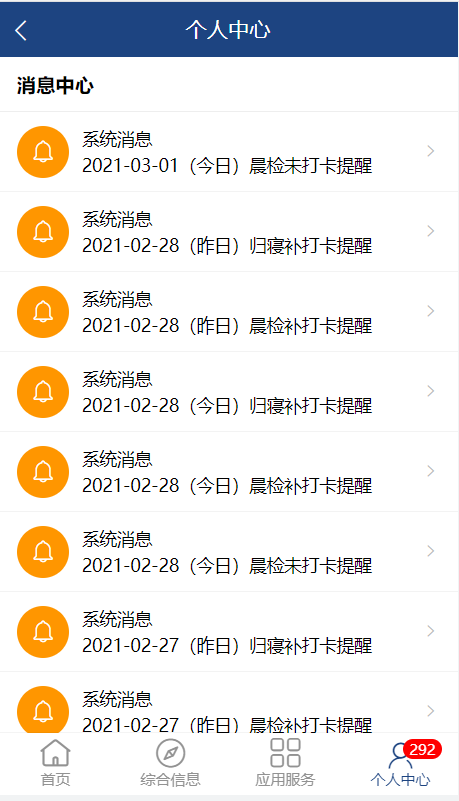 个人中心
消息中心
系统消息
2021-03-01（今日）晨检未打卡提醒
系统消息
2021-02-28（昨日）归寝补打卡提醒
系统消息
2021-02-28（昨日）晨检补打卡提醒
系统消息
2021-02-28（今日）归寝补打卡提醒
系统消息
2021-02-28（今日）晨检补打卡提醒
系统消息
2021-02-28（今日）晨检未打卡提醒
系统消息
2021-02-27（昨日）归寝补打卡提醒
系统消息
2021-02-27（昨日）晨检补打卡提醒
292
首页 综合信息 应用服务 个人中心